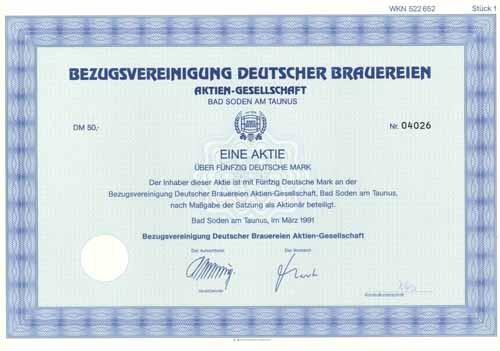 WKN 522 652 Stück 1
BEZUGSVEREINIGUNG DEUTSCHER BRAUEREIEN
AKTIEN-GESELLSCHAFT
BAD SODEN AM TAUNUS
DM 50,- Nr. 04026
EINE AKTIE
ÜBER FÜNFZIG DEUTSCHE MARK
Der Inhaber dieser Aktie ist mit Fünfzig Deutsche Mark an der
Bezugsvereinigung Deutscher Brauereien Aktien-Gesellschaft, Bad Soden am Taunus,
nach Maßgabe der Satzung als Aktionär beteiligt.
Bad Soden am Taunus, im März 1991
Bezugsvereinigung Deutscher Brauereien Aktien-Gesellschaft
Der Aufsichtsrat Der Vorstand
Vorsitzender
Kontrollunterschrift